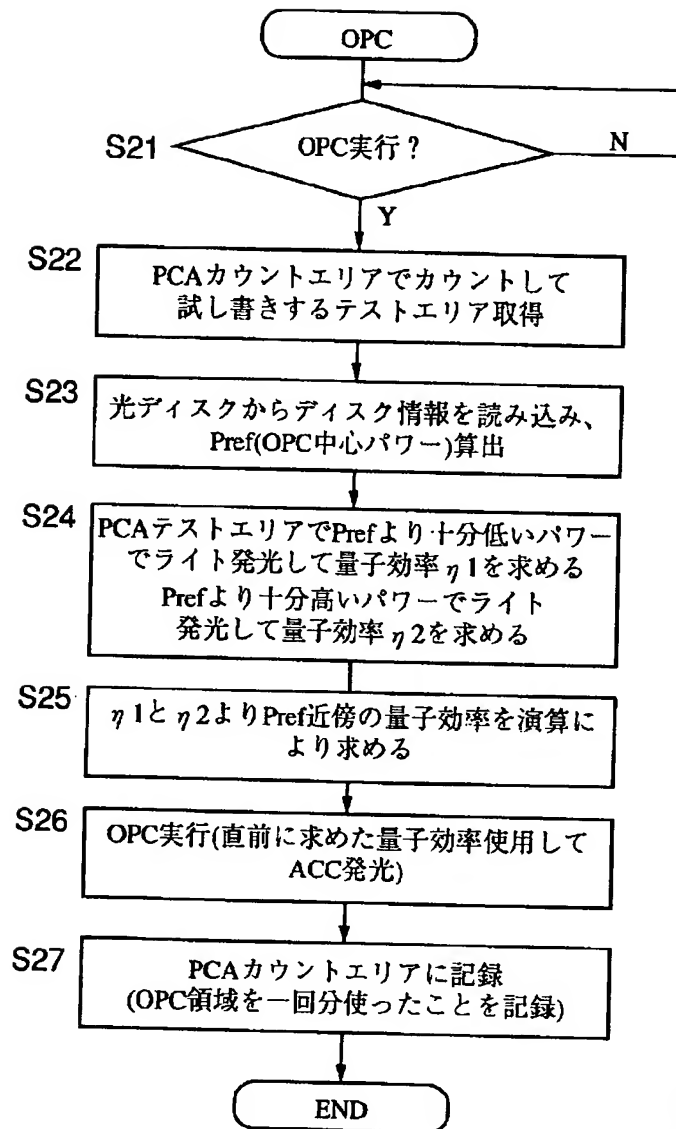 OPC
S21
OPC実行?
N
Y
S22
PCAカウントエリアでカウントして
試し書きするテストエリア取得
S23
光ディスクからディスク情報を読み込み、
Pref(OPC中心パワー)算出
S24
PCAテストエリアでPrefより十分低いパワー
でライト発光して量子効率η1を求める
Prefより十分高いパワーでライト
発光して量子効率η2を求める
S25
η1とη2よりPref近傍の量子効率を演算に
より求める
S26
OPC実行(直前に求めた量子効率使用して
ACC発光)
S27
PCAカウントエリアに記録
(OPC領域を一回分使ったことを記録)
END